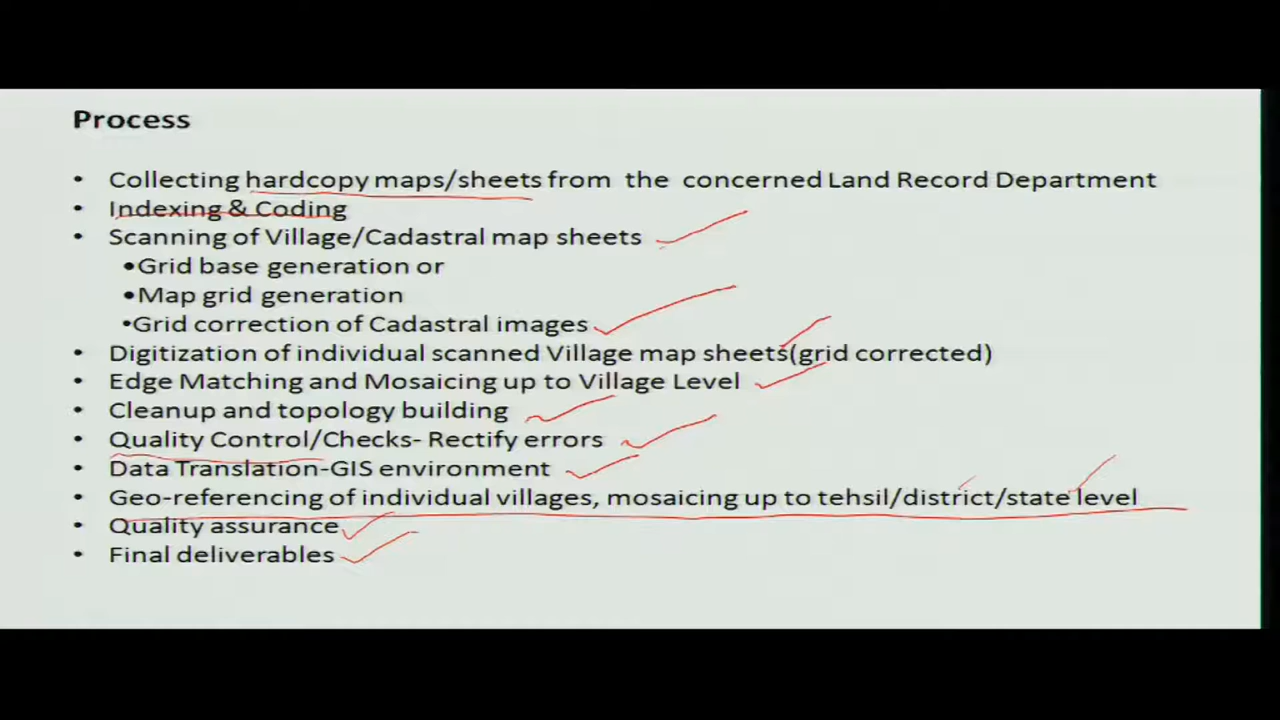 Process
• Collecting hardcopy maps/sheets from the concerned Land Record Department
• Indexing & Coding
• Scanning of Village/Cadastral map sheets
•Grid base generation or
•Map grid generation
•Grid correction of Cadastral images
• Digitization of individual scanned Village map sheets(grid corrected)
• Edge Matching and Mosaicing up to Village Level
• Cleanup and topology building
• Quality Control/Checks- Rectify errors
• Data Translation-GIS environment
• Geo-referencing of individual villages, mosaicing up to tehsil/district/state level
• Quality assurance
• Final deliverables